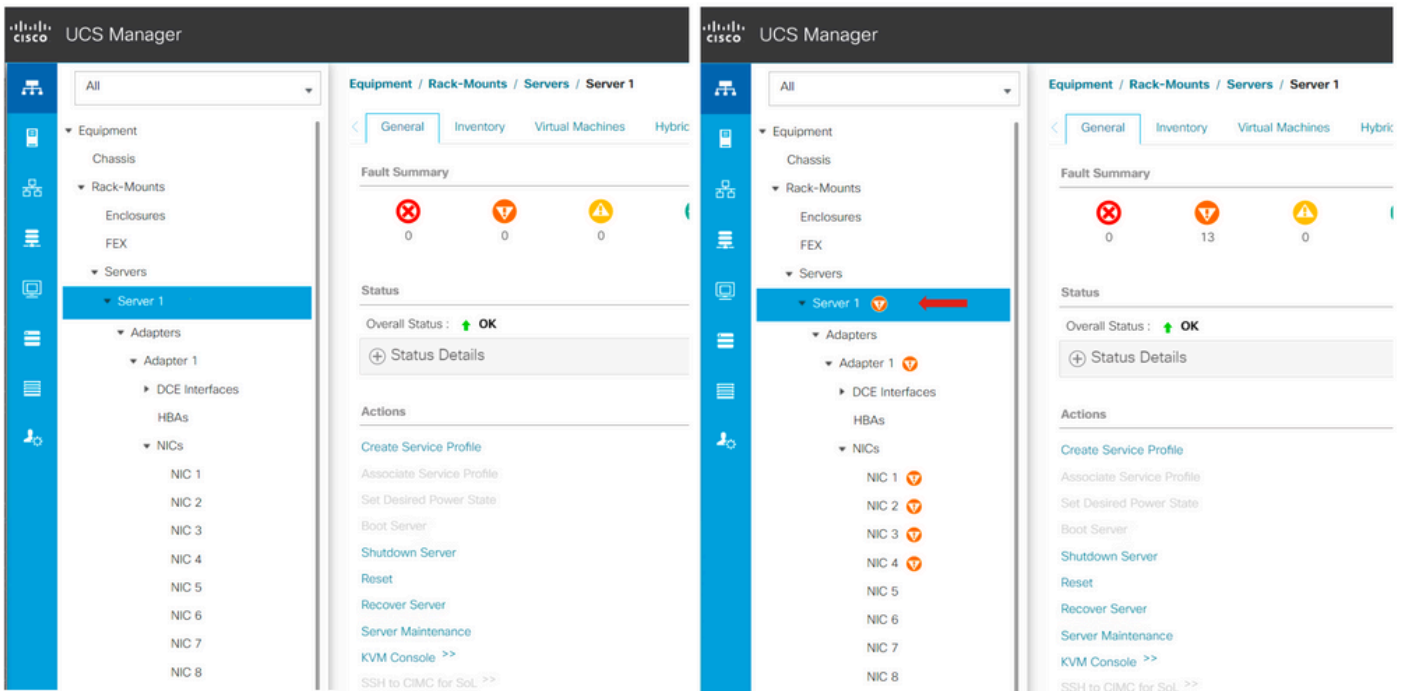 CISCO UCS Manager
All
Equipment
Chassis
Rack-Mounts
Enclosures
FEX
Servers
Server 1
Adapters
Adapter 1
DCE Interfaces
HBAs
NICs
NIC 1
NIC 2
NIC 3
NIC 4
NIC 5
NIC 6
NIC 7
NIC 8
Equipment / Rack-Mounts / Servers / Server 1
General Inventory Virtual Machines Hybric
Fault Summary
0 0 0
Status
Overall Status : OK
Status Details
Actions
Create Service Profile
Associate Service Profile
Set Desired Power State
Boot Server
Shutdown Server
Reset
Recover Server
Server Maintenance
KVM Console >>
SSH to CIMC for SoL >>
CISCO UCS Manager
All
Equipment
Chassis
Rack-Mounts
Enclosures
FEX
Servers
Server 1
Adapters
Adapter 1
DCE Interfaces
HBAs
NICs
NIC 1
NIC 2
NIC 3
NIC 4
NIC 5
NIC 6
NIC 7
NIC 8
Equipment / Rack-Mounts / Servers / Server 1
General Inventory Virtual Machines Hybric
Fault Summary
0 13 0
Status
Overall Status : OK
Status Details
Actions
Create Service Profile
Associate Service Profile
Set Desired Power State
Boot Server
Shutdown Server
Reset
Recover Server
Server Maintenance
KVM Console >>
SSH to CIMC for SoL >>